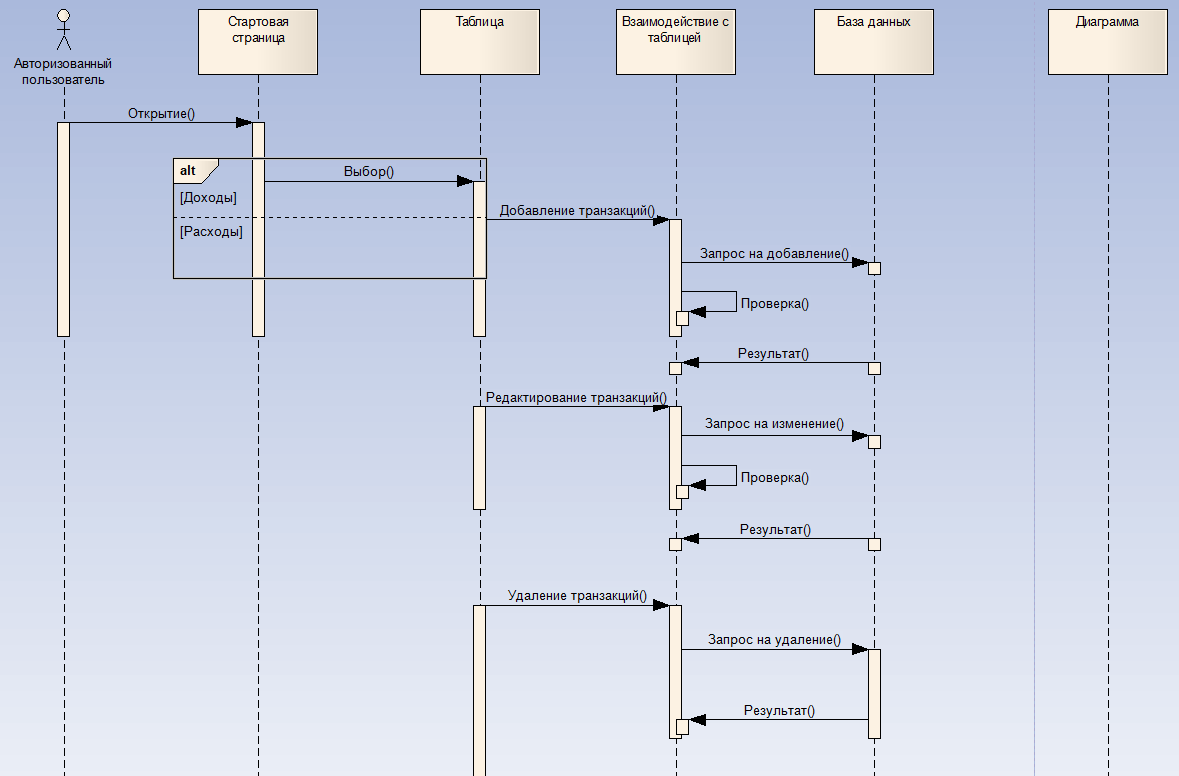 Авторизованный
пользователь
Стартовая
страница
Таблица
Взаимодействие с
таблицей
База данных
Диаграмма
Открытие()
alt
Выбор()
[Доходы]
[Расходы]
Добавление транзакций()
Запрос на добавление()
Проверка()
Результат()
Редактирование транзакций()
Запрос на изменение()
Проверка()
Результат()
Удаление транзакций()
Запрос на удаление()
Результат()